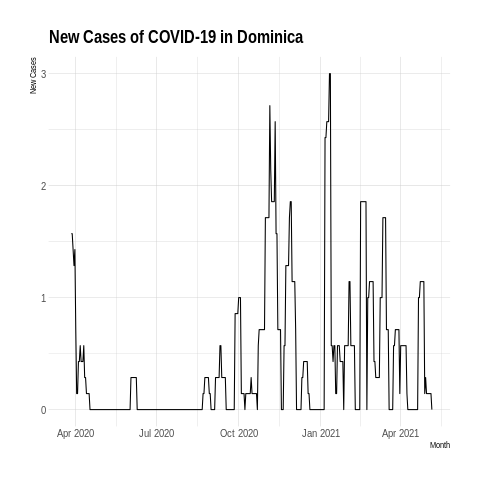 New Cases of COVID-19 in Dominica
New Cases
3
2
1
0
Apr 2020 Jul 2020 Oct 2020 Jan 2021 Apr 2021
Month